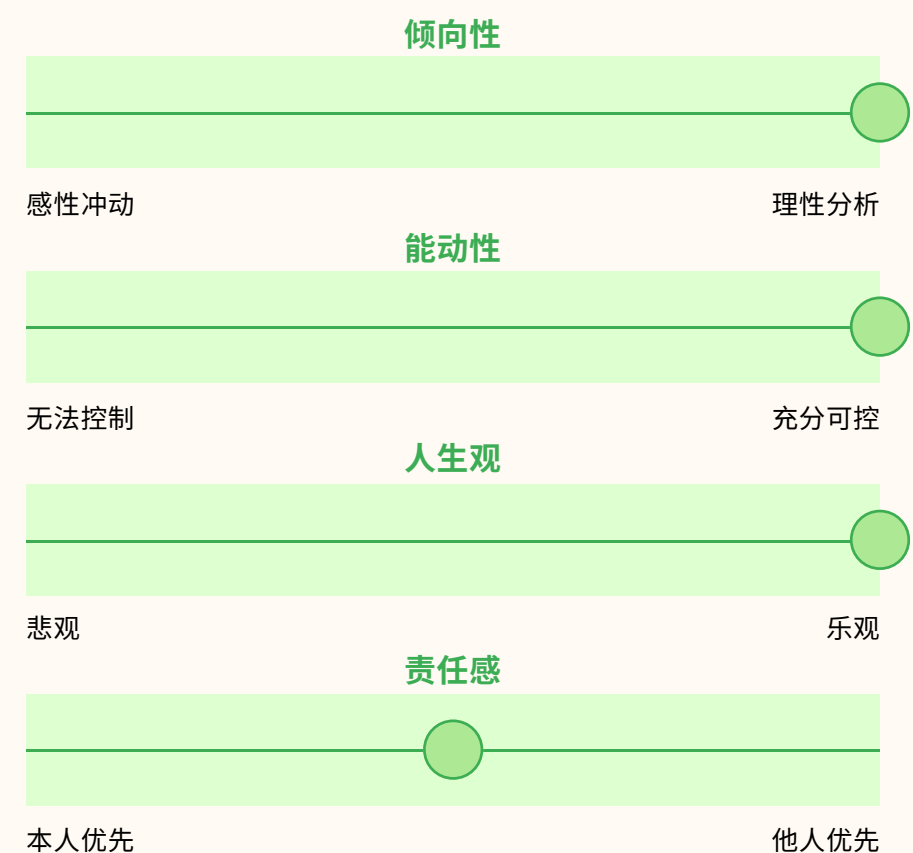 倾向性
感性冲动 理性分析
能动性
无法控制 充分可控
人生观
悲观 乐观
责任感
本人优先 他人优先